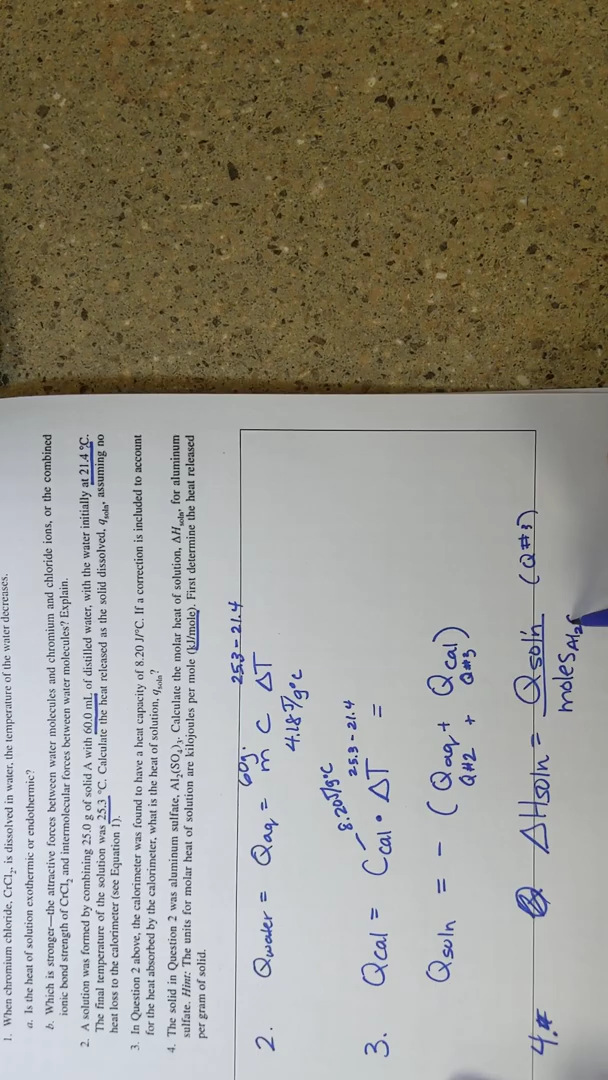 1. When chromium chloride, CrCl₂, is dissolved in water, the temperature of the water decreases.
a. Is the heat of solution exothermic or endothermic?
b. Which is stronger—the attractive forces between water molecules and chromium and chloride ions, or the combined
ionic bond strength of CrCl₂ and intermolecular forces between water molecules? Explain.
2. A solution was formed by combining 25.0 g of solid A with 60.0 mL of distilled water, with the water initially at 21.4 °C.
The final temperature of the solution was 25.3 °C. Calculate the heat released as the solid dissolved, qsoln, assuming no
heat loss to the calorimeter (see Equation 1).
3. In Question 2 above, the calorimeter was found to have a heat capacity of 8.20 J/°C. If a correction is included to account
for the heat absorbed by the calorimeter, what is the heat of solution, qsoln?
4. The solid in Question 2 was aluminum sulfate, Al₂(SO₄)₃. Calculate the molar heat of solution, ΔHsoln, for aluminum
sulfate. Hint: The units for molar heat of solution are kilojoules per mole (kJ/mole). First determine the heat released
per gram of solid.
60g. 25.3-21.4
2. Qwater = Qaq = m C ΔT
4.18 J/g°C
8.20 J/g°C 25.3-21.4
3. Qcal = Ccal • ΔT =
Qsoln = - (Qaq + Qcal)
Q#2 + Q#3
4.* ΔHsoln = Qsoln (Q#3)
moles Al2